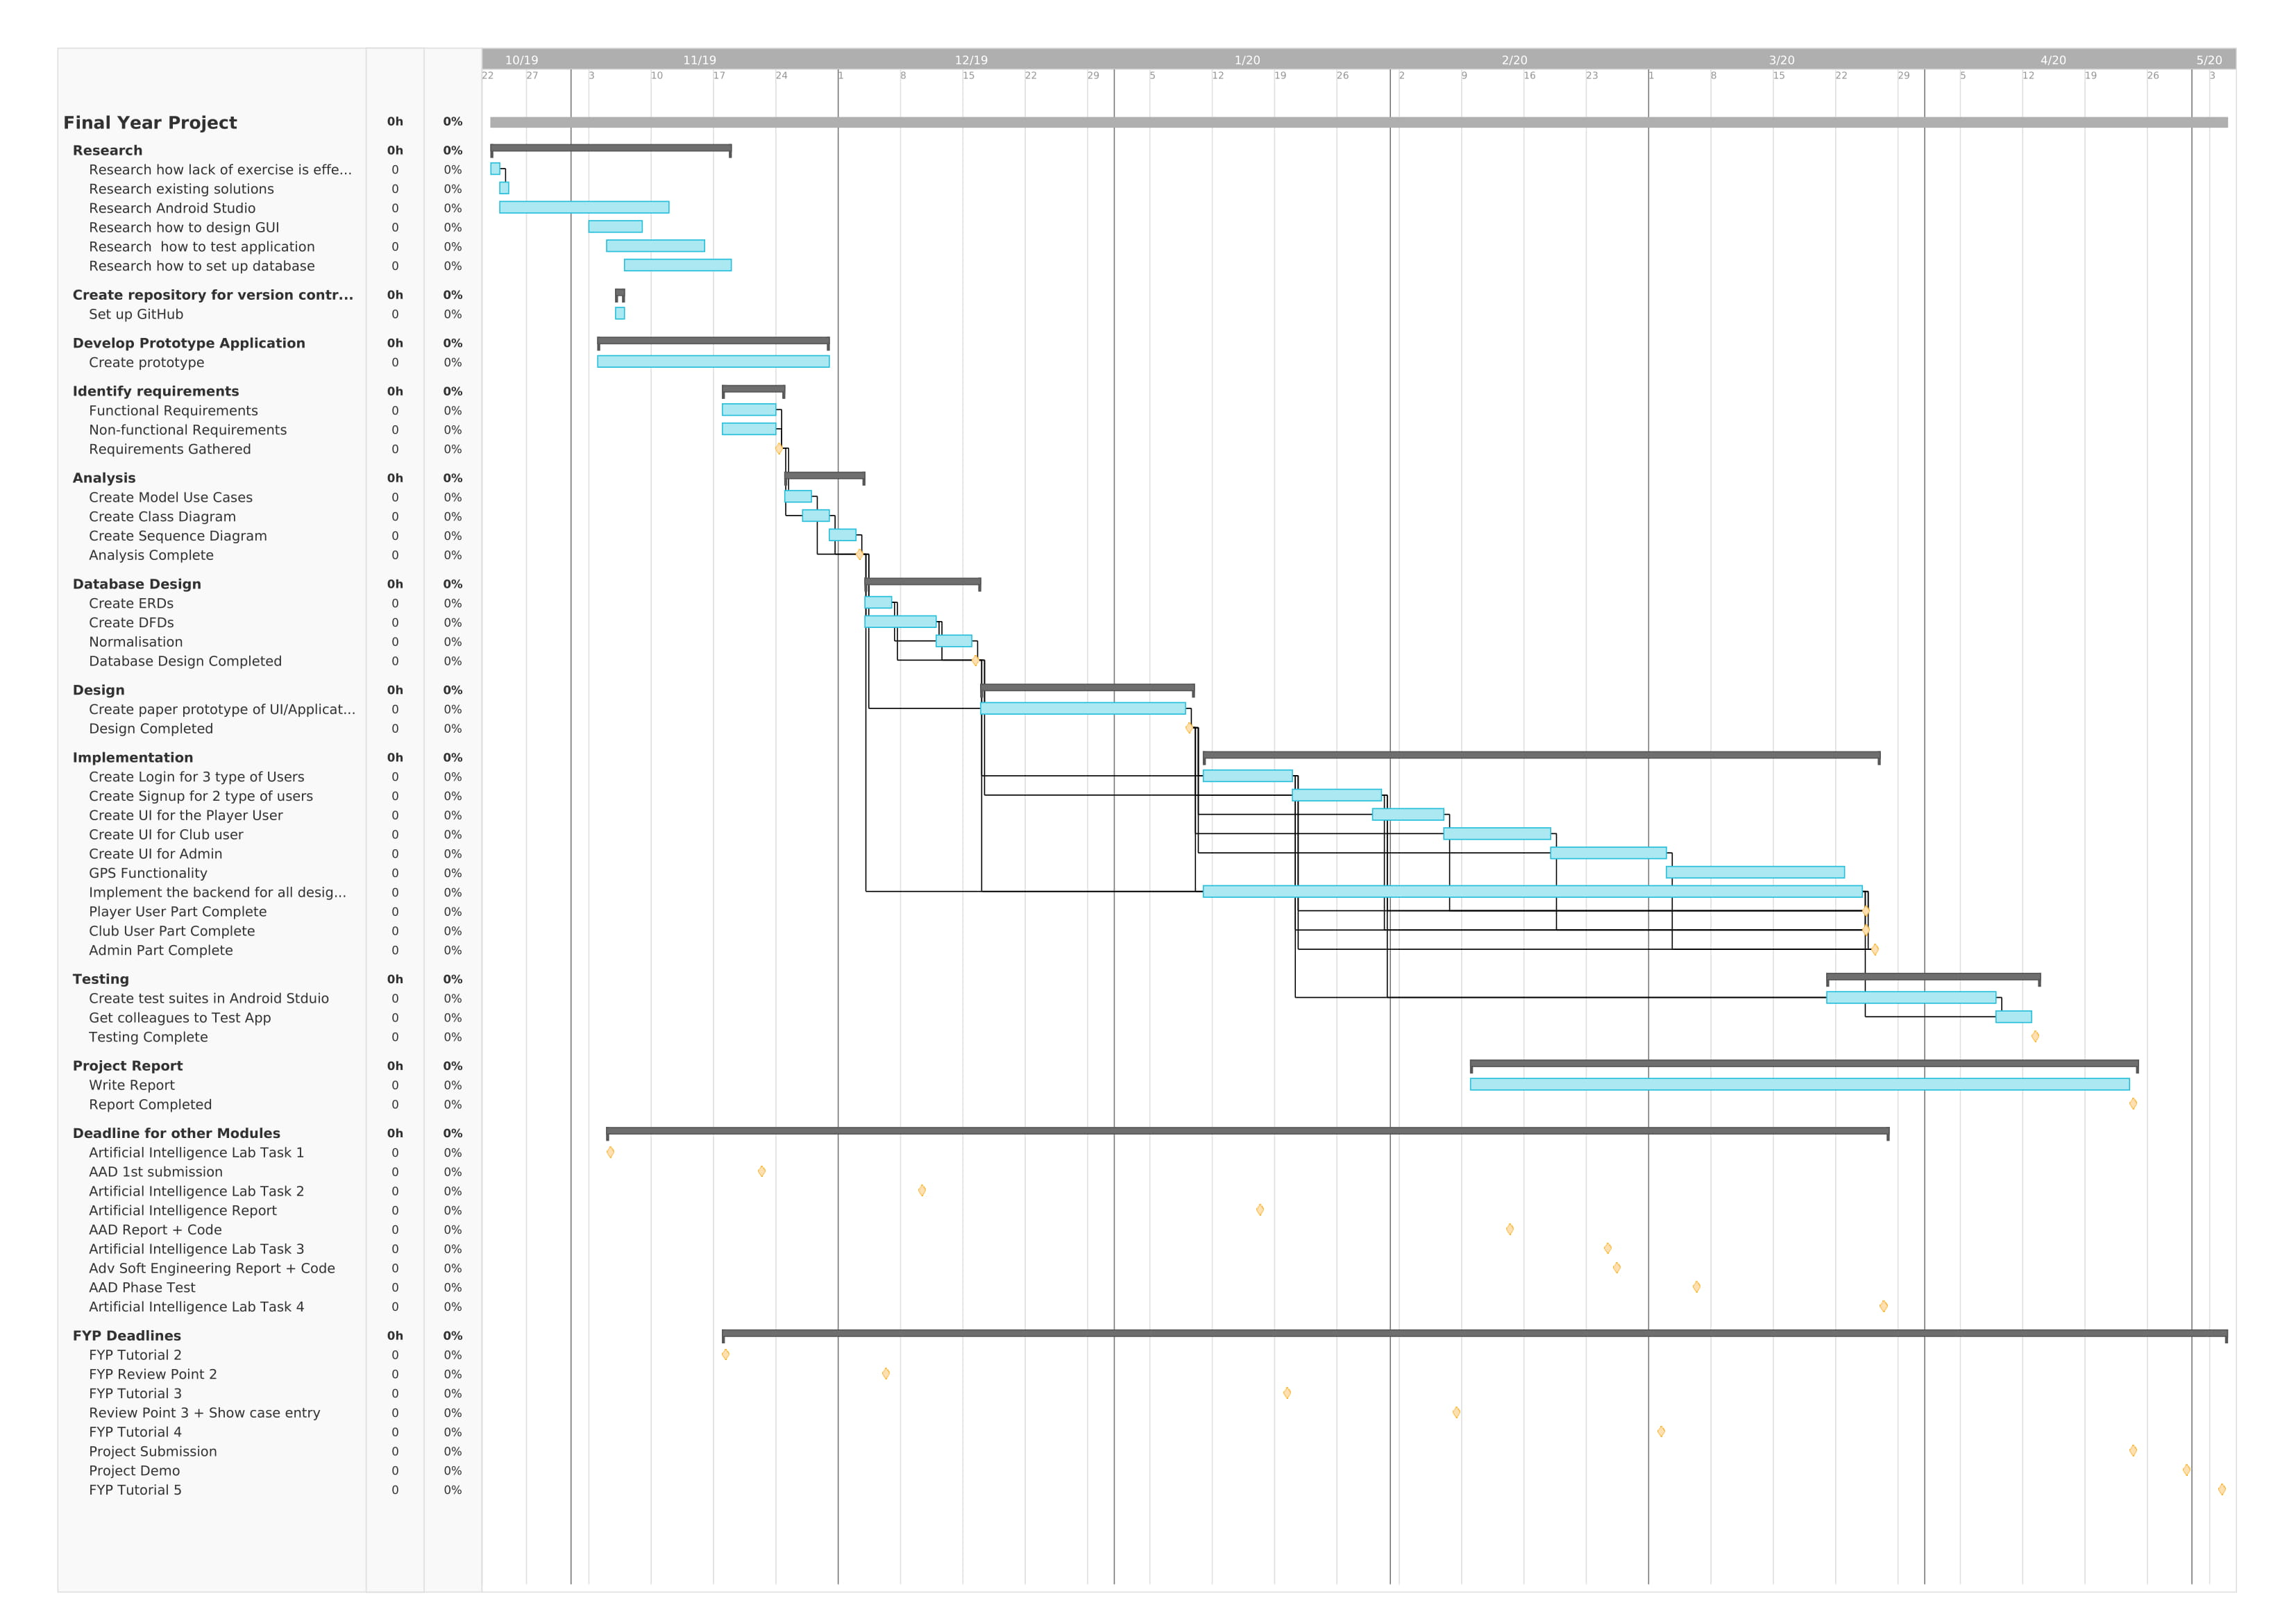 10/19 11/19 12/19 1/20 2/20 3/20 4/20 5/20
22 27 3 10 17 24 1 8 15 22 29 5 12 19 26 2 9 16 23 1 8 15 22 29 5 12 19 26 3
Final Year Project 0h 0%
Research 0h 0%
Research how lack of exercise is effe... 0 0%
Research existing solutions 0 0%
Research Android Studio 0 0%
Research how to design GUI 0 0%
Research how to test application 0 0%
Research how to set up database 0 0%
Create repository for version contr... 0h 0%
Set up GitHub 0 0%
Develop Prototype Application 0h 0%
Create prototype 0 0%
Identify requirements 0h 0%
Functional Requirements 0 0%
Non-functional Requirements 0 0%
Requirements Gathered 0 0%
Analysis 0h 0%
Create Model Use Cases 0 0%
Create Class Diagram 0 0%
Create Sequence Diagram 0 0%
Analysis Complete 0 0%
Database Design 0h 0%
Create ERDs 0 0%
Create DFDs 0 0%
Normalisation 0 0%
Database Design Completed 0 0%
Design 0h 0%
Create paper prototype of UI/Applicat... 0 0%
Design Completed 0 0%
Implementation 0h 0%
Create Login for 3 type of Users 0 0%
Create Signup for 2 type of users 0 0%
Create UI for the Player User 0 0%
Create UI for Club user 0 0%
Create UI for Admin 0 0%
GPS Functionality 0 0%
Implement the backend for all desig... 0 0%
Player User Part Complete 0 0%
Club User Part Complete 0 0%
Admin Part Complete 0 0%
Testing 0h 0%
Create test suites in Android Stduio 0 0%
Get colleagues to Test App 0 0%
Testing Complete 0 0%
Project Report 0h 0%
Write Report 0 0%
Report Completed 0 0%
Deadline for other Modules 0h 0%
Artificial Intelligence Lab Task 1 0 0%
AAD 1st submission 0 0%
Artificial Intelligence Lab Task 2 0 0%
Artificial Intelligence Report 0 0%
AAD Report + Code 0 0%
Artificial Intelligence Lab Task 3 0 0%
Adv Soft Engineering Report + Code 0 0%
AAD Phase Test 0 0%
Artificial Intelligence Lab Task 4 0 0%
FYP Deadlines 0h 0%
FYP Tutorial 2 0 0%
FYP Review Point 2 0 0%
FYP Tutorial 3 0 0%
Review Point 3 + Show case entry 0 0%
FYP Tutorial 4 0 0%
Project Submission 0 0%
Project Demo 0 0%
FYP Tutorial 5 0 0%